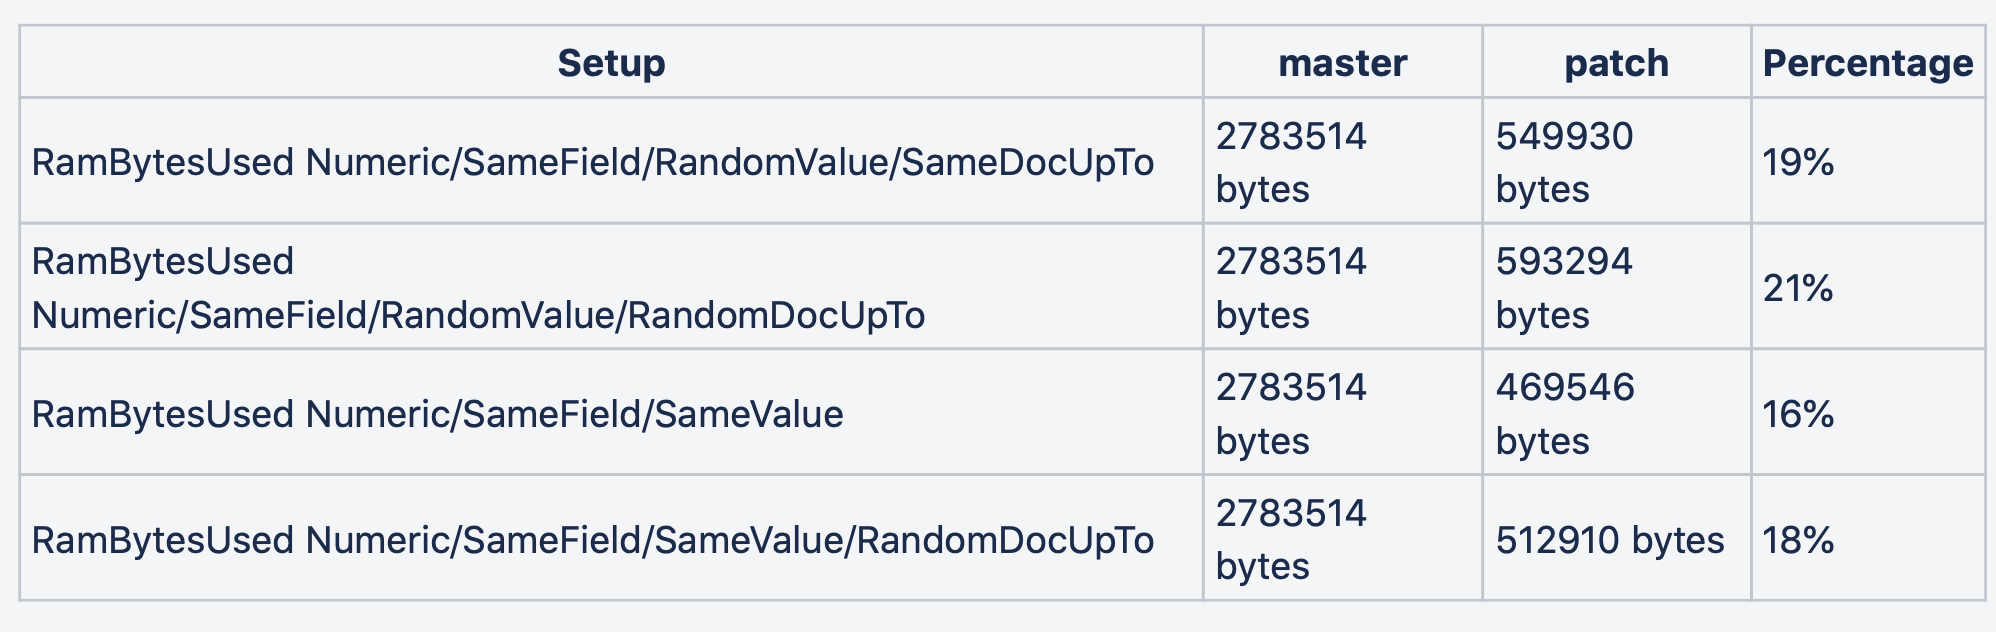 Setup master patch Percentage
RamBytesUsed Numeric/SameField/RandomValue/SameDocUpTo
2783514
bytes
549930
bytes
19%
RamBytesUsed
Numeric/SameField/RandomValue/RandomDocUpTo
2783514
bytes
593294
bytes
21%
RamBytesUsed Numeric/SameField/SameValue
2783514
bytes
469546
bytes
16%
RamBytesUsed Numeric/SameField/SameValue/RandomDocUpTo
2783514
bytes
512910 bytes
18%